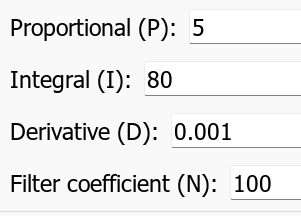 Proportional (P): 5
Integral (I): 80
Derivative (D): 0.001
Filter coefficient (N): 100